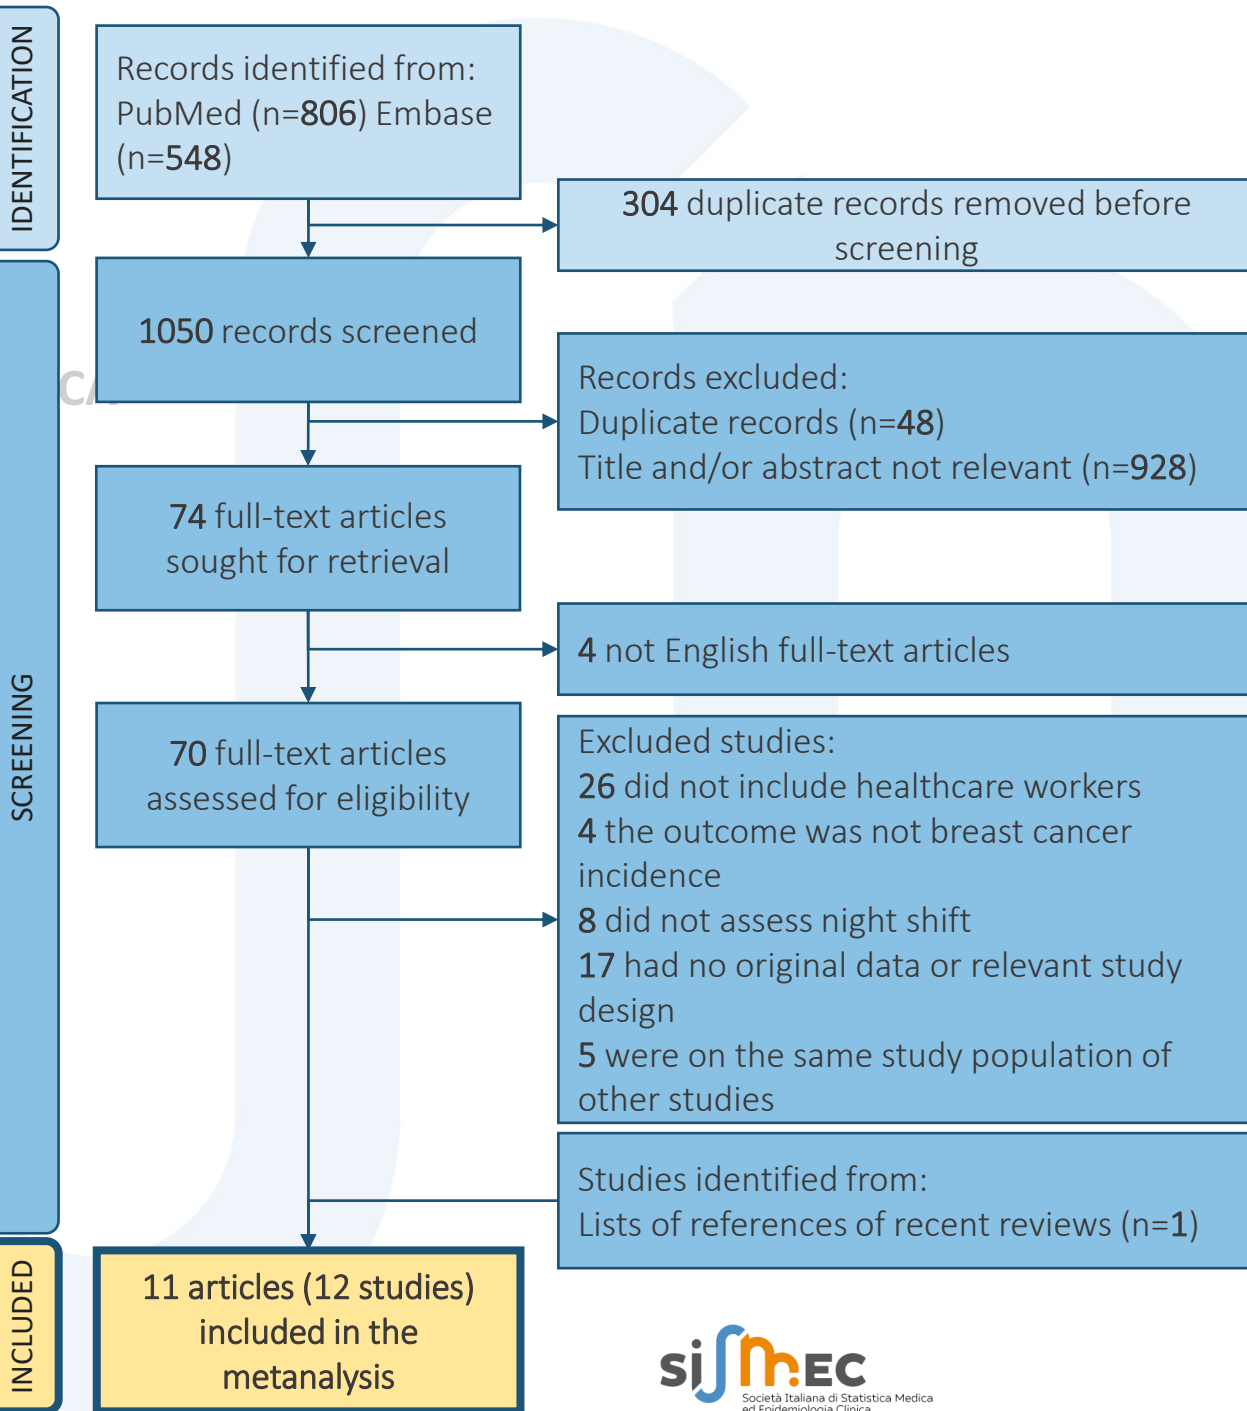 IDENTIFICATION
Records identified from:
PubMed (n=806) Embase
(n=548)
304 duplicate records removed before
screening
SCREENING
1050 records screened
CA
Records excluded:
Duplicate records (n=48)
Title and/or abstract not relevant (n=928)
74 full-text articles
sought for retrieval
4 not English full-text articles
70 full-text articles
assessed for eligibility
Excluded studies:
26 did not include healthcare workers
4 the outcome was not breast cancer
incidence
8 did not assess night shift
17 had no original data or relevant study
design
5 were on the same study population of
other studies
Studies identified from:
Lists of references of recent reviews (n=1)
INCLUDED
11 articles (12 studies)
included in the
metanalysis
siSMEC
Società Italiana di Statistica Medica
ed Epidemiologia Clinica